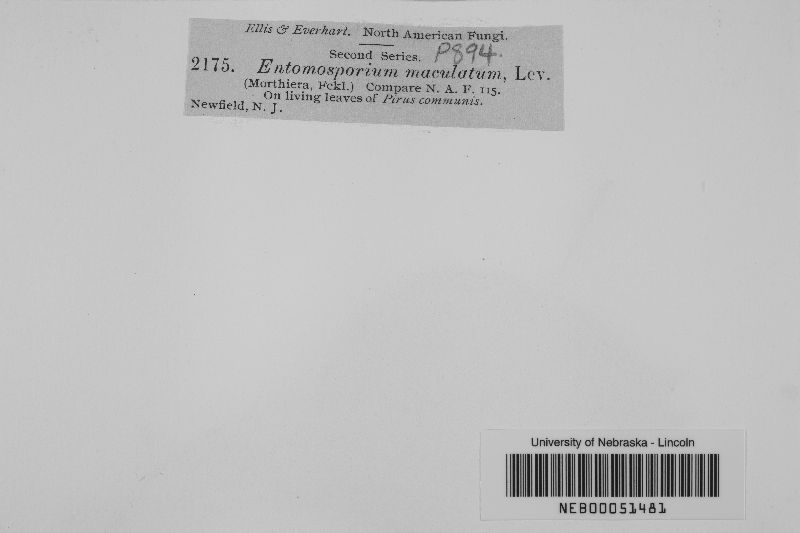 Ellis & Everhart. North American Fungi.
Second Series. P894.
2175. Entomosporium maculatum, Lev.
(Morthiera, Fckl.) Compare N. A. F. 115.
On living leaves of Pirus communis.
Newfield, N. J.
University of Nebraska - Lincoln
NEB00051481